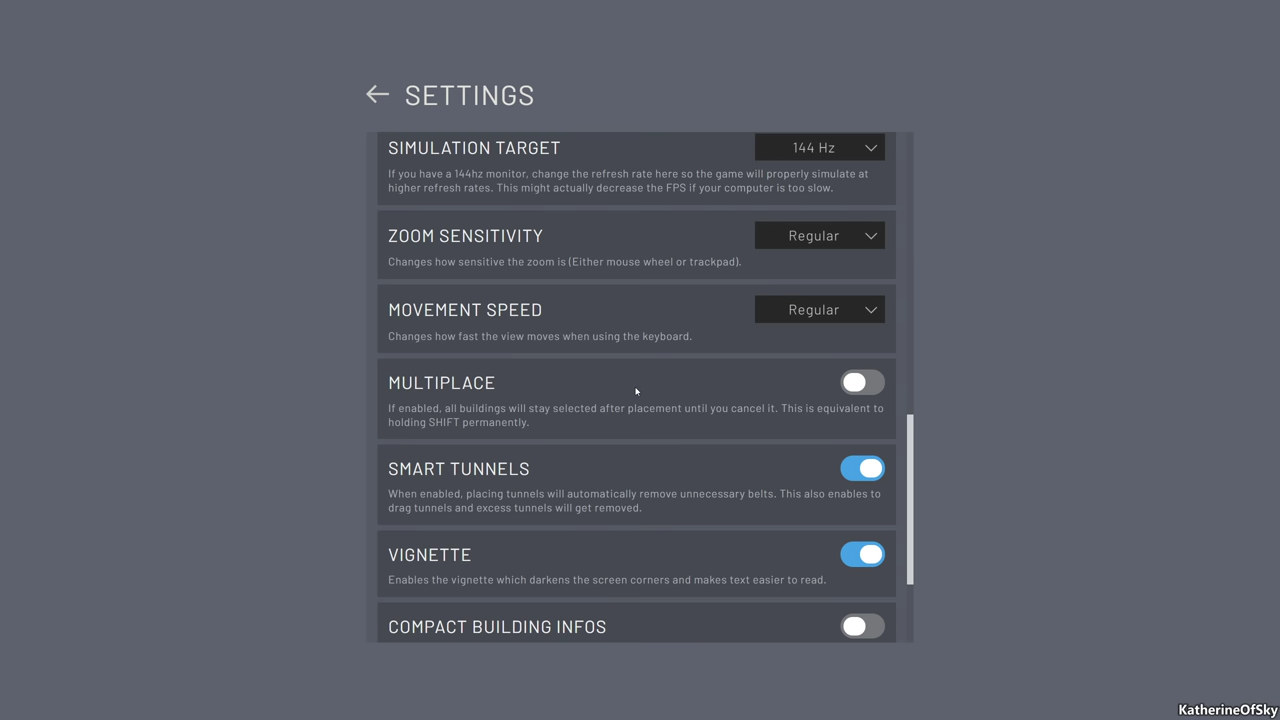 SETTINGS
SIMULATION TARGET
144 Hz
If you have a 144hz monitor, change the refresh rate here so the game will properly simulate at
higher refresh rates. This might actually decrease the FPS if your computer is too slow.
ZOOM SENSITIVITY
Regular
Changes how sensitive the zoom is (Either mouse wheel or trackpad).
MOVEMENT SPEED
Regular
Changes how fast the view moves when using the keyboard.
MULTIPLACE
If enabled, all buildings will stay selected after placement until you cancel it. This is equivalent to
holding SHIFT permanently.
SMART TUNNELS
When enabled, placing tunnels will automatically remove unnecessary belts. This also enables to
drag tunnels and excess tunnels will get removed.
VIGNETTE
Enables the vignette which darkens the screen corners and makes text easier to read.
COMPACT BUILDING INFOS
KatherineOfSky